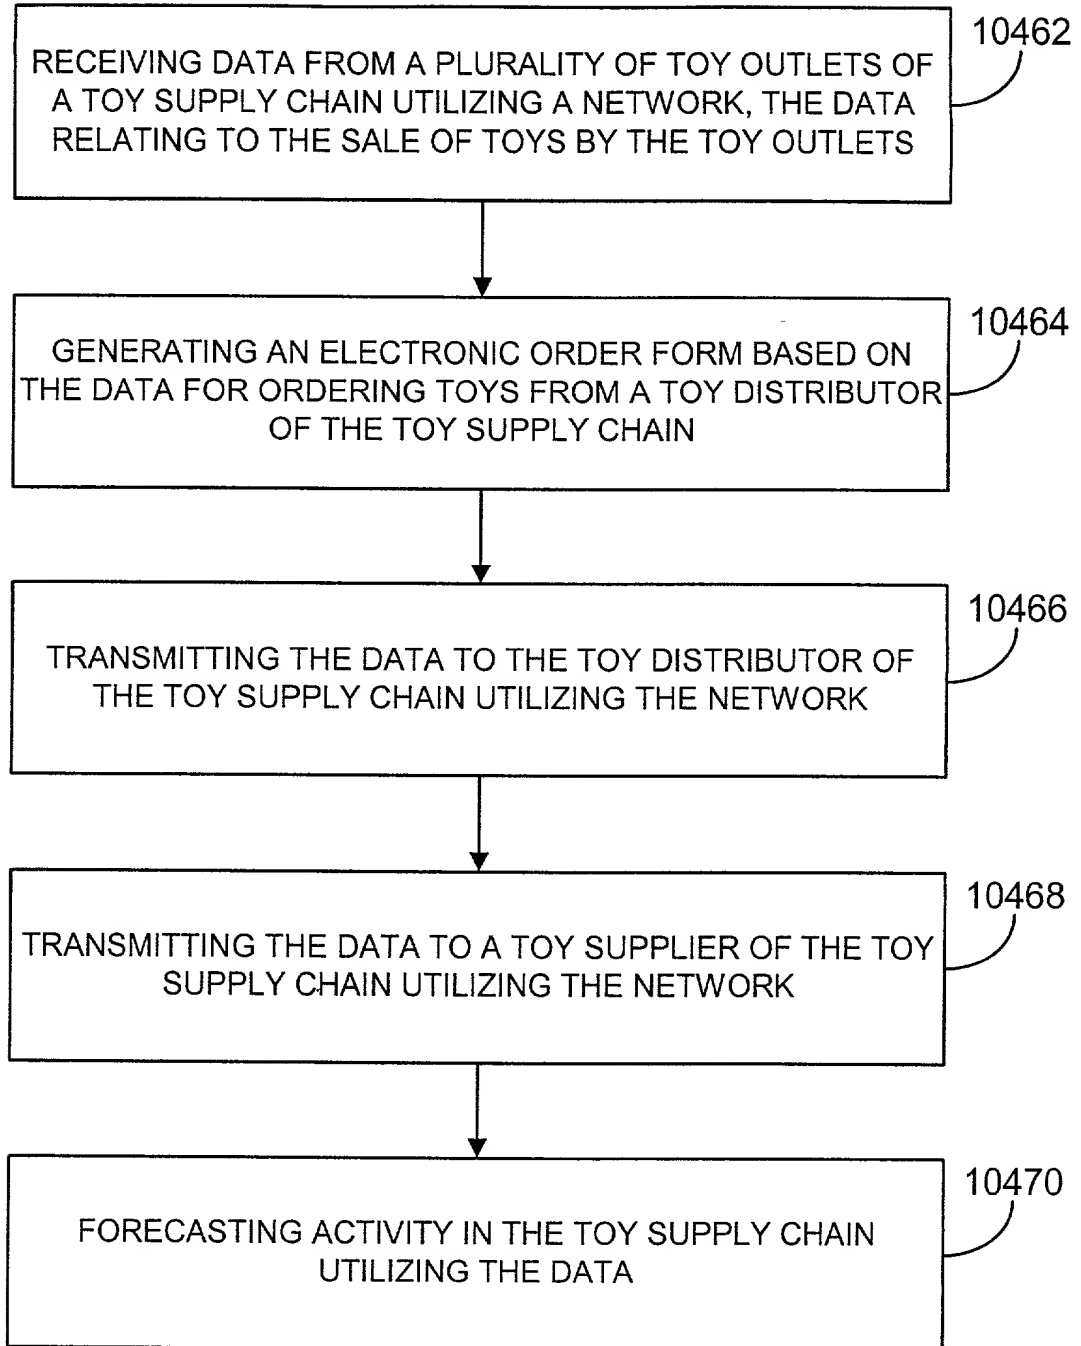 10462
RECEIVING DATA FROM A PLURALITY OF TOY OUTLETS OF
A TOY SUPPLY CHAIN UTILIZING A NETWORK, THE DATA
RELATING TO THE SALE OF TOYS BY THE TOY OUTLETS
10464
GENERATING AN ELECTRONIC ORDER FORM BASED ON
THE DATA FOR ORDERING TOYS FROM A TOY DISTRIBUTOR
OF THE TOY SUPPLY CHAIN
10466
TRANSMITTING THE DATA TO THE TOY DISTRIBUTOR OF
THE TOY SUPPLY CHAIN UTILIZING THE NETWORK
10468
TRANSMITTING THE DATA TO A TOY SUPPLIER OF THE TOY
SUPPLY CHAIN UTILIZING THE NETWORK
10470
FORECASTING ACTIVITY IN THE TOY SUPPLY CHAIN
UTILIZING THE DATA